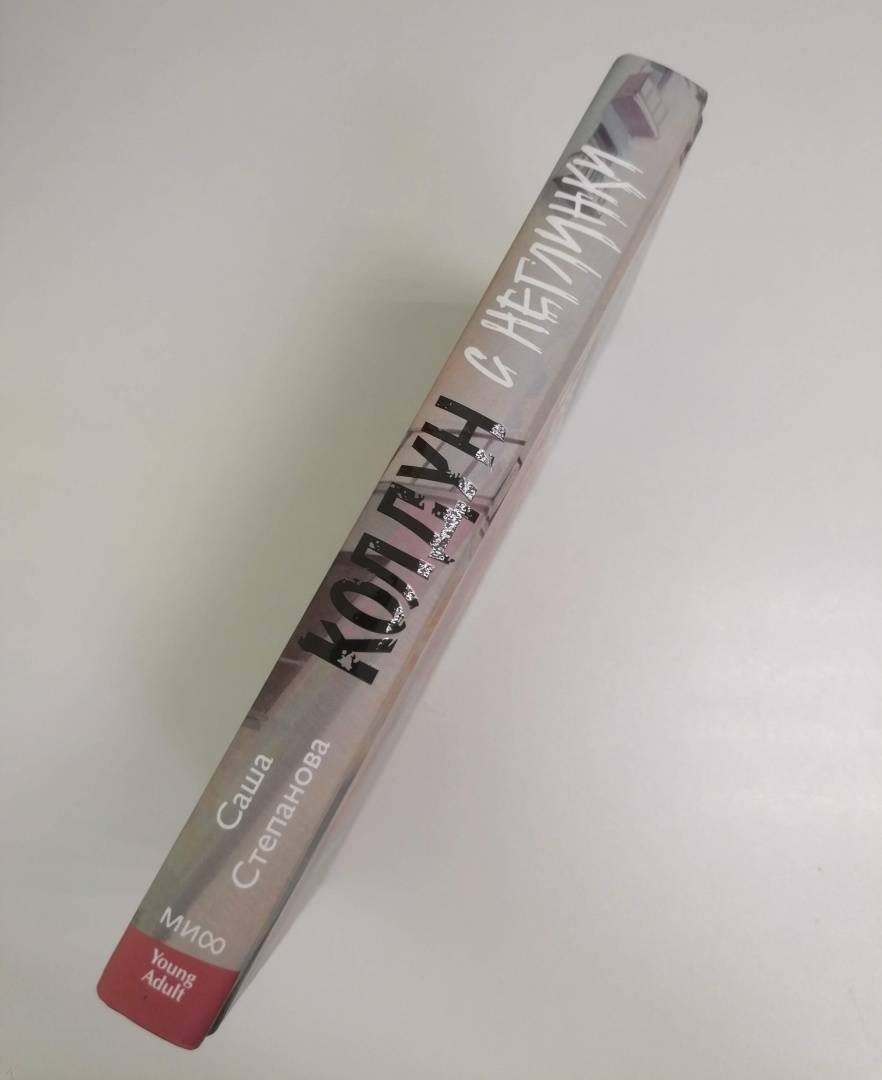 КОЛДУН
С НЕГЛИНКИ
Саша
Степанова
миф
Young
Adult